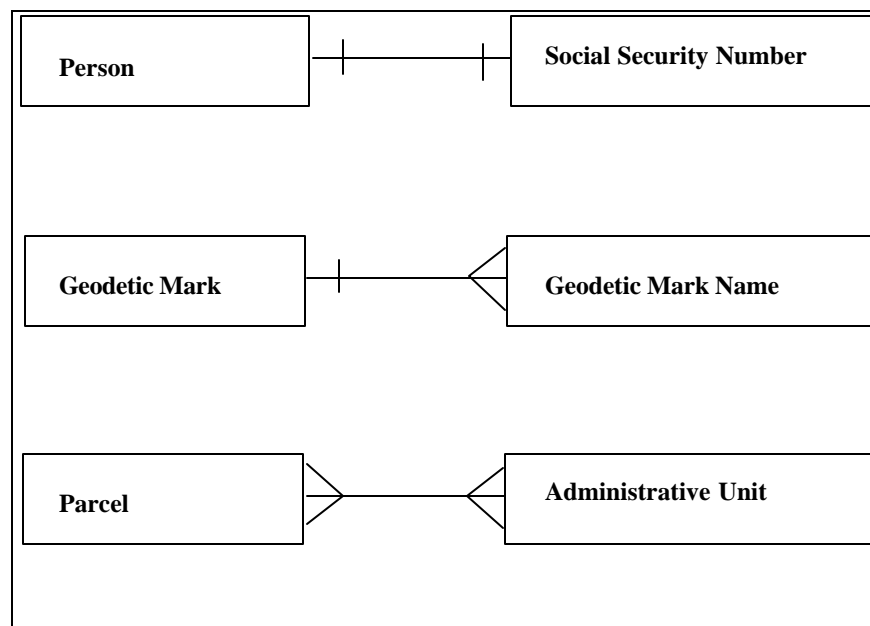 Person
Social Security Number
Geodetic Mark
Geodetic Mark Name
Parcel
Administrative Unit